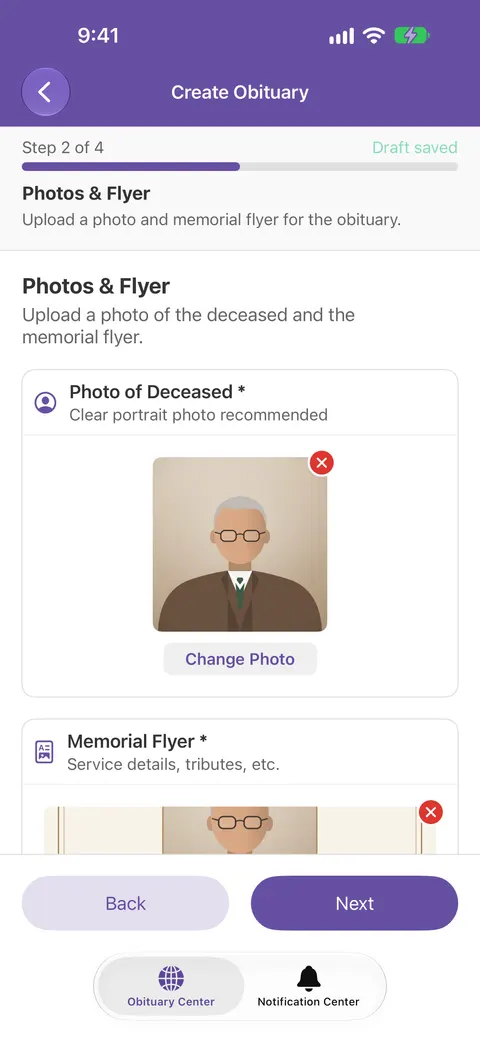 9:41
Create Obituary
Step 2 of 4
Draft saved
Photos & Flyer
Upload a photo and memorial flyer for the obituary.
Photos & Flyer
Upload a photo of the deceased and the
memorial flyer.
Photo of Deceased *
Clear portrait photo recommended
Change Photo
Memorial Flyer *
Service details, tributes, etc.
Back
Next
Obituary Center
Notification Center